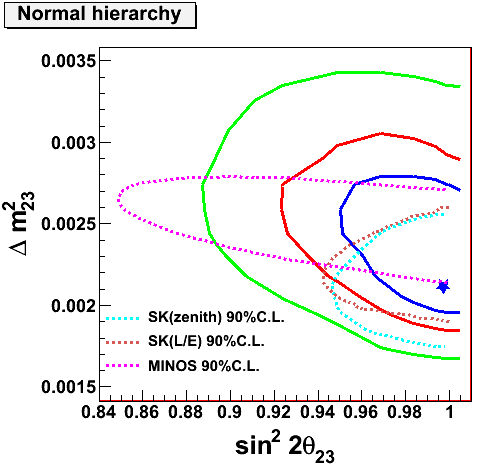 Normal hierarchy
Δ m²₂₃
0.0035
0.003
0.0025
0.002
0.0015
SK(zenith) 90%C.L.
SK(L/E) 90%C.L.
MINOS 90%C.L.
0.84 0.86 0.88 0.9 0.92 0.94 0.96 0.98 1
sin² 2θ₂₃